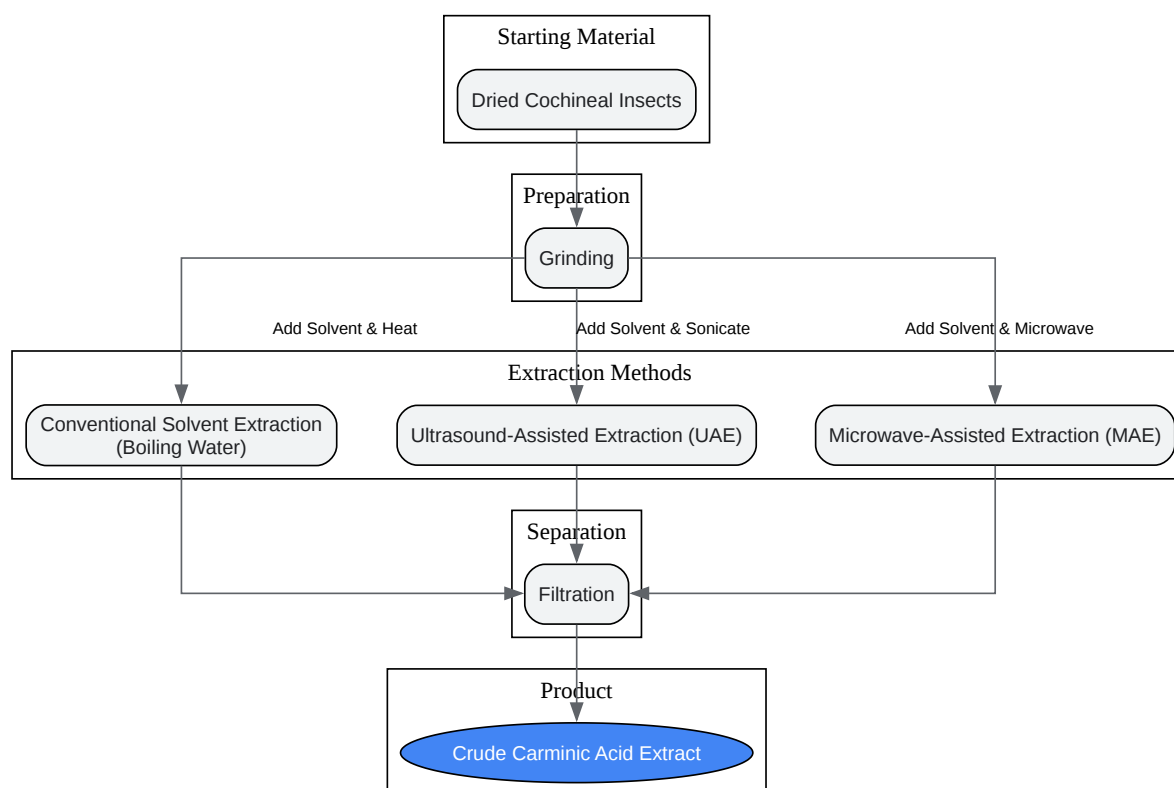 Starting Material
Dried Cochineal Insects
Preparation
Grinding
Add Solvent & Heat
Add Solvent & Sonicate
Add Solvent & Microwave
Extraction Methods
Conventional Solvent Extraction
(Boiling Water)
Ultrasound-Assisted Extraction (UAE)
Microwave-Assisted Extraction (MAE)
Separation
Filtration
Product
Crude Carminic Acid Extract